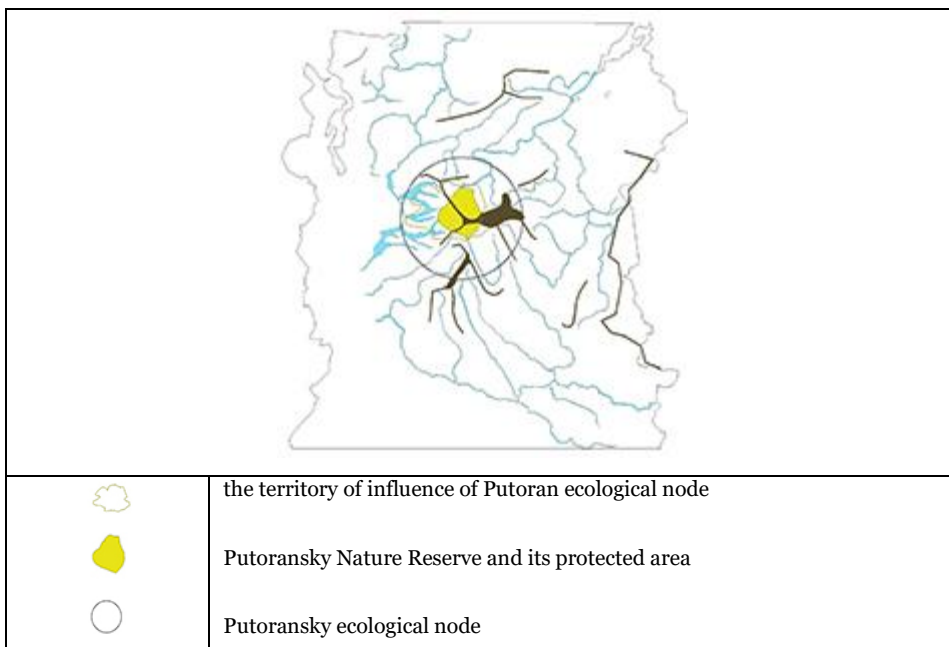 the territory of influence of Putoran ecological node
Putoransky Nature Reserve and its protected area
Putoransky ecological node